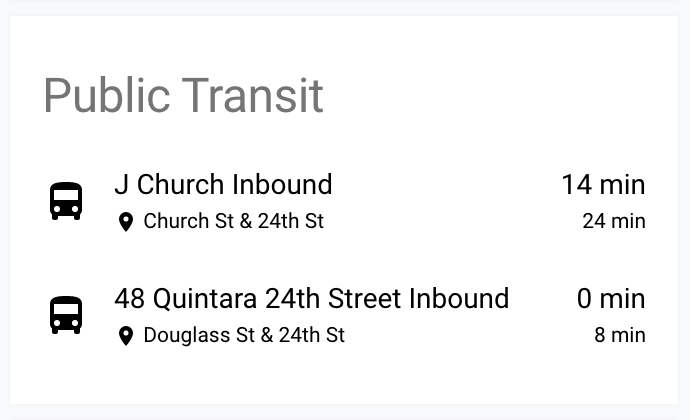 Public Transit
J Church Inbound 14 min
Church St & 24th St 24 min
48 Quintara 24th Street Inbound 0 min
Douglass St & 24th St 8 min